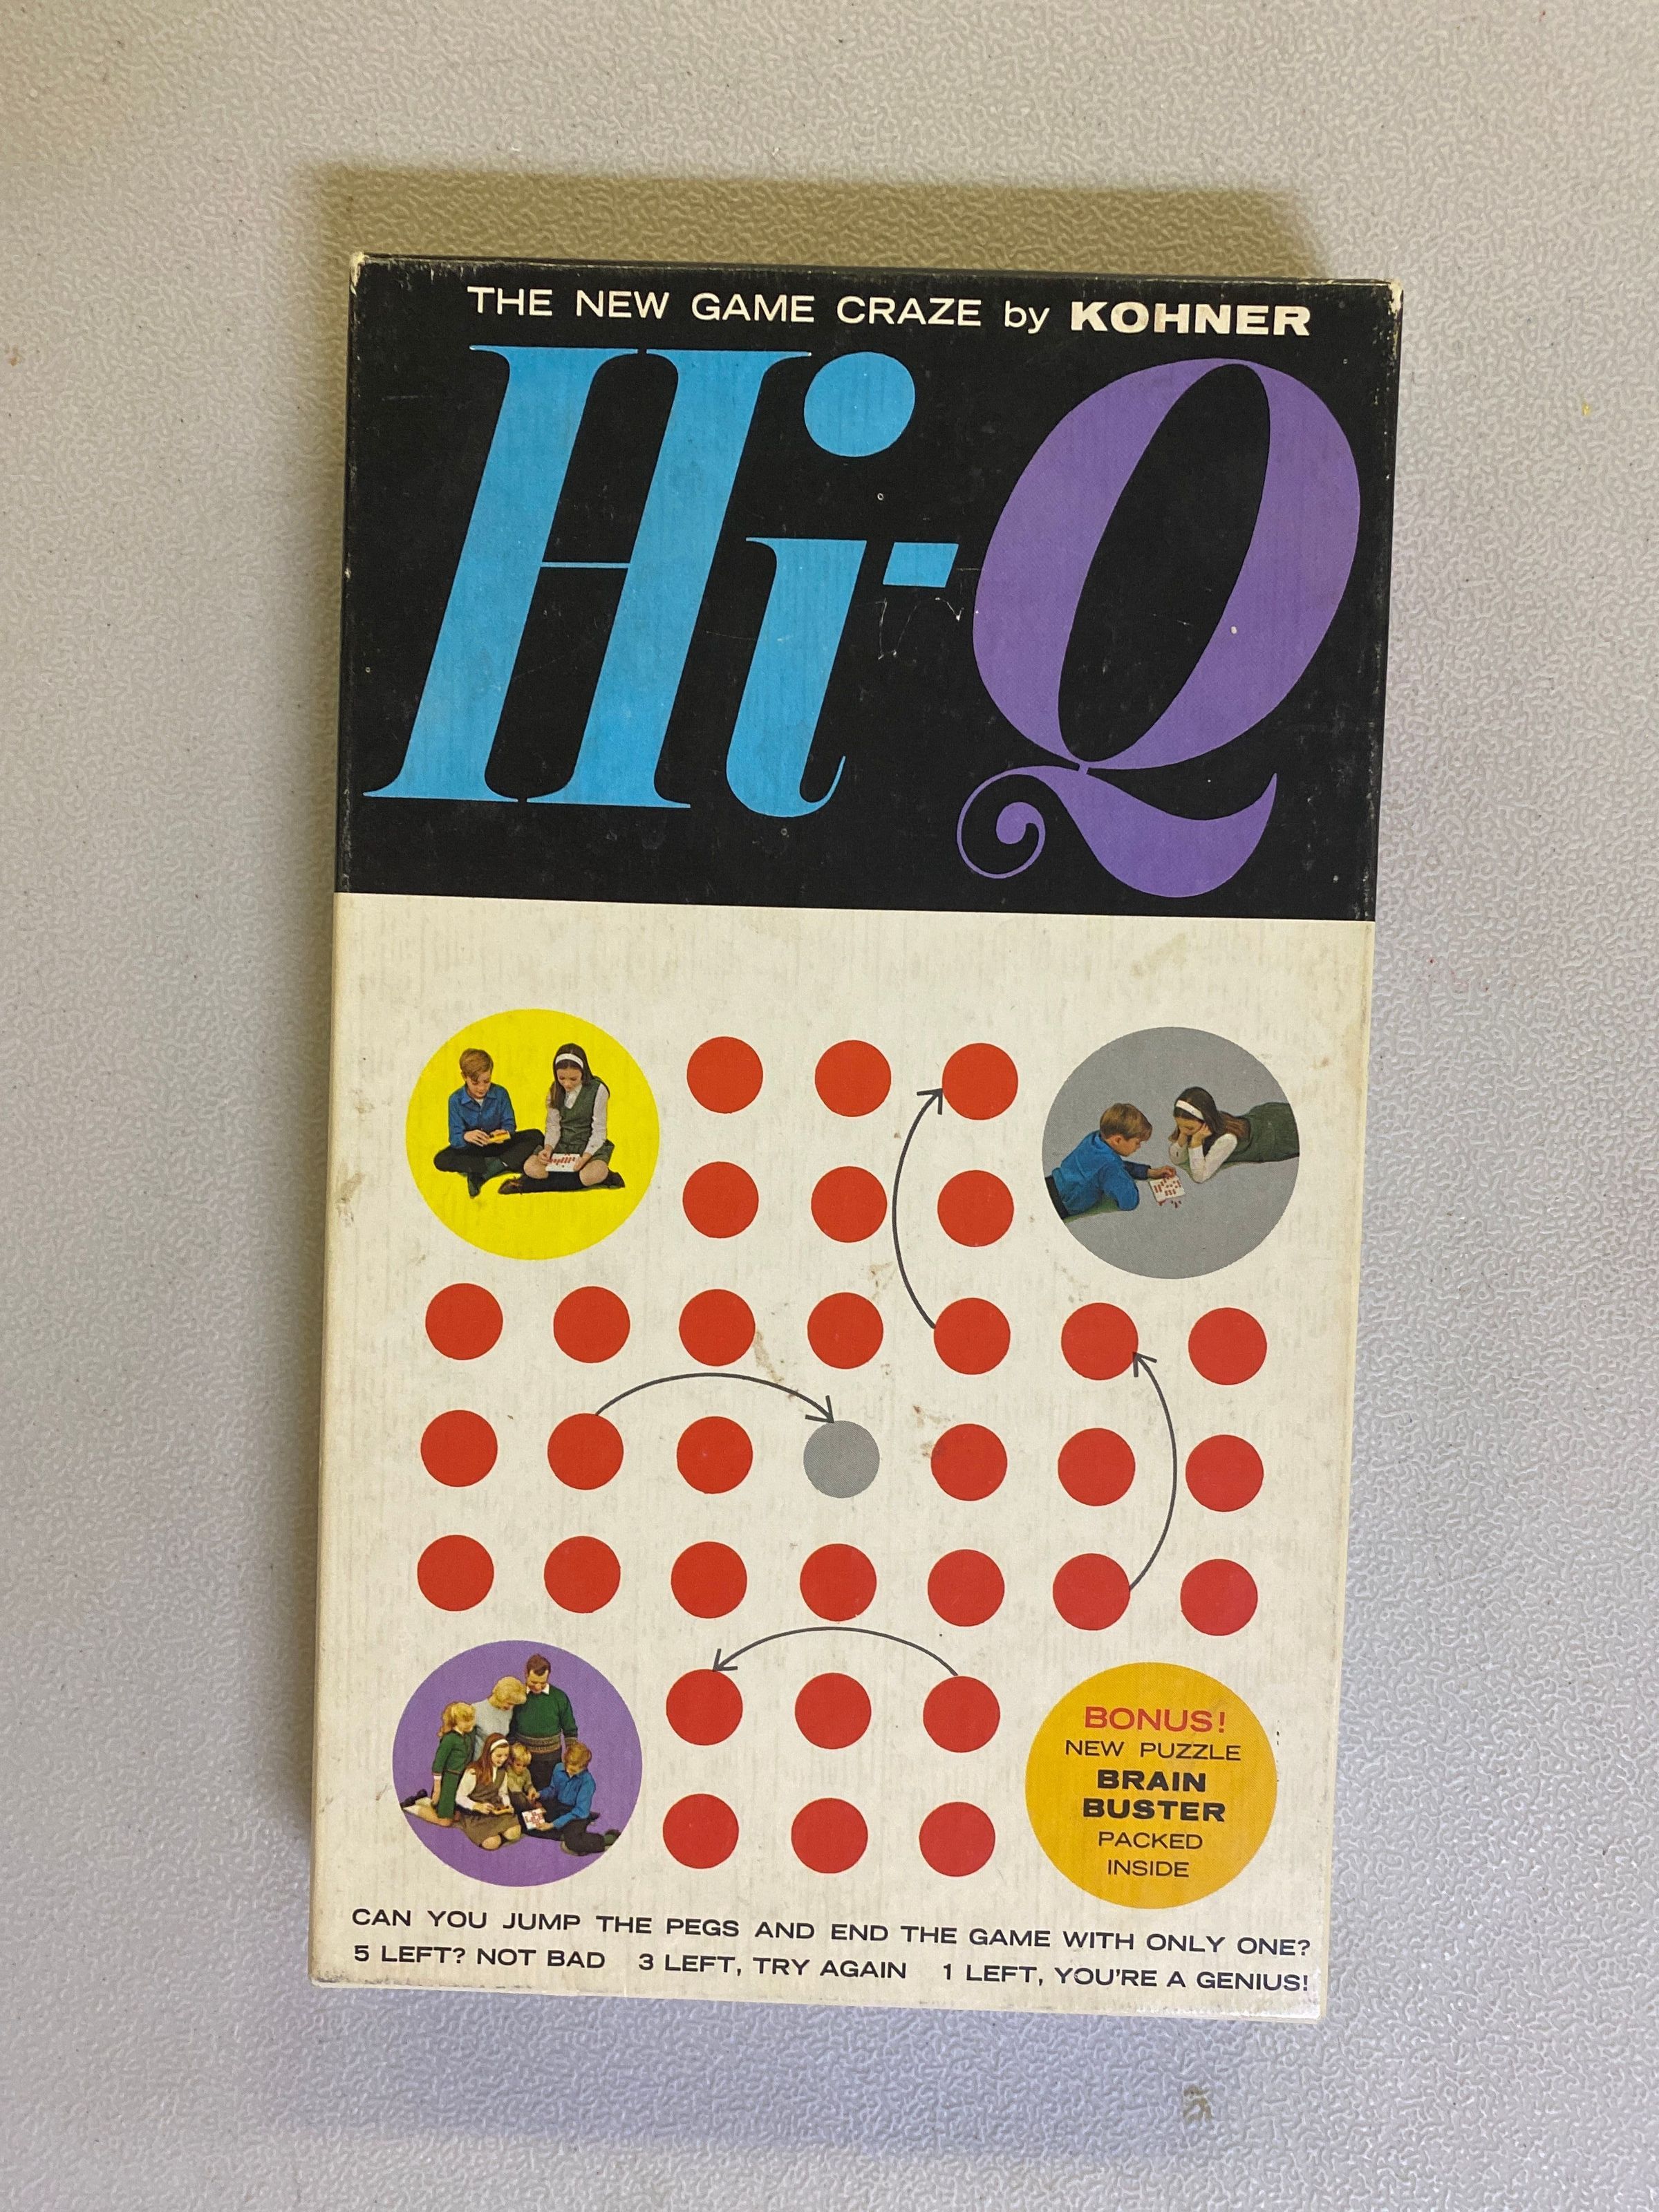 THE NEW GAME CRAZE by KOHNER
Hi-Q
BONUS!
NEW PUZZLE
BRAIN
BUSTER
PACKED
INSIDE
CAN YOU JUMP THE PEGS AND END THE GAME WITH ONLY ONE?
5 LEFT? NOT BAD 3 LEFT, TRY AGAIN 1 LEFT, YOU'RE A GENIUS!